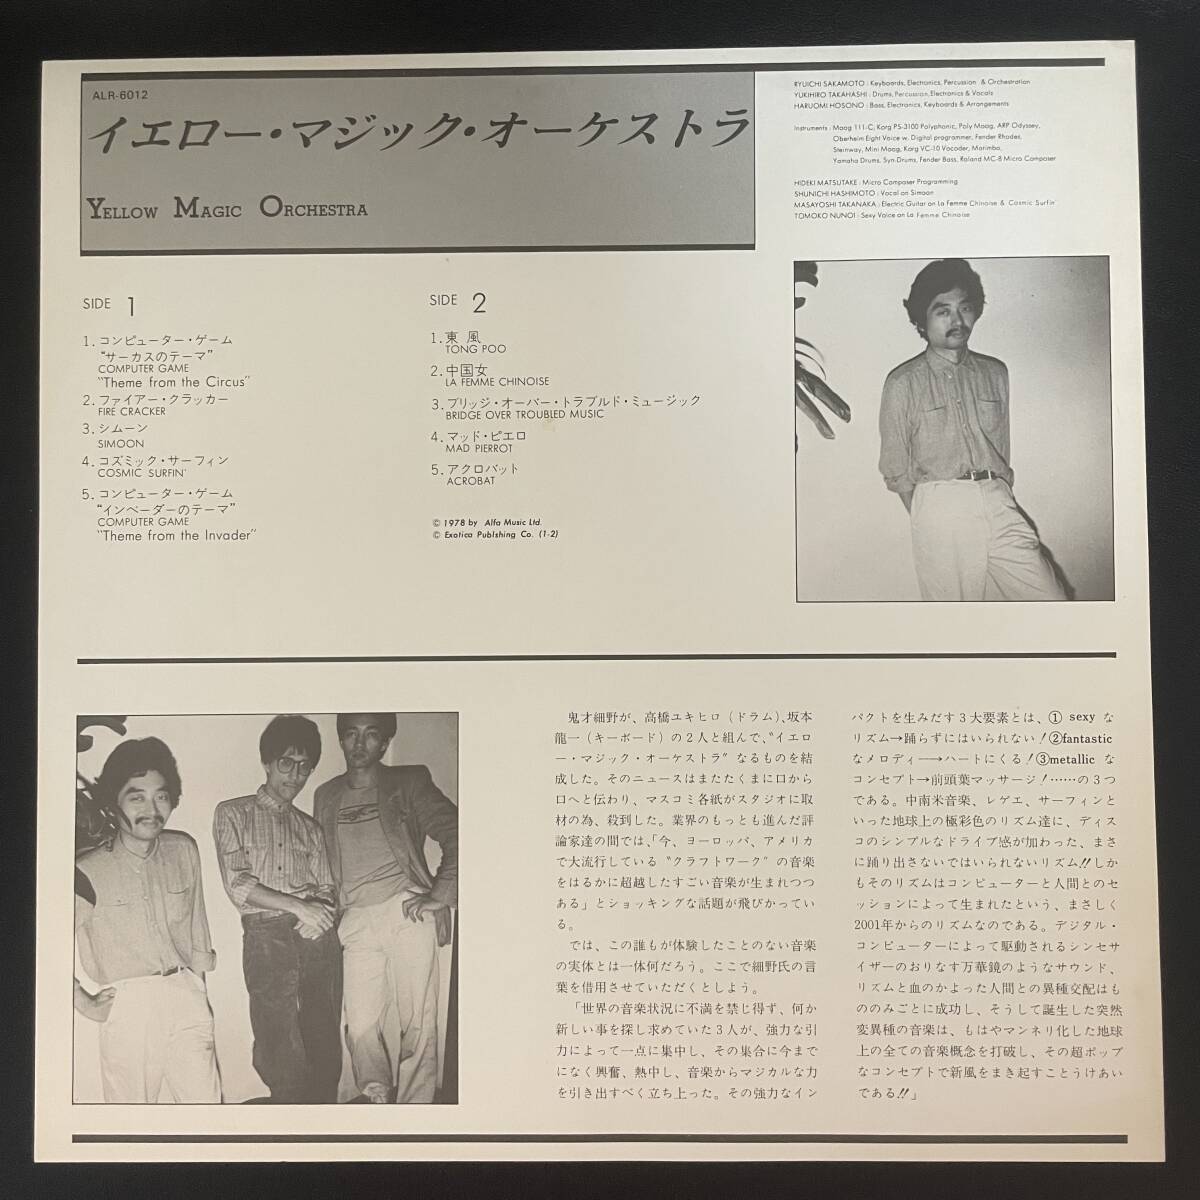 ALR-6012
イエロー・マジック・オーケストラ
YELLOW MAGIC ORCHESTRA
RYUICHI SAKAMOTO : Keyboards, Electronics, Percussion & Orchestration
YUKIHIRO TAKAHASHI : Drums, Percussion, Electronics & Vocals
HARUOMI HOSONO : Bass, Electronics, Keyboards & Arrangements
Instruments : Moog 111-C, Korg PS-3100 Polyphonic, Poly Moog, ARP Odyssey,
Oberheim Eight Voice w. Digital programmer, Fender Rhodes,
Steinway, Mini Moog, Korg VC-10 Vocoder, Marimba,
Yamaha Drums, Syn-Drums, Fender Bass, Roland MC-8 Micro Composer
HIDEKI MATSUTAKE : Micro Composer Programming
SHUNICHI HASHIMOTO : Vocal on Simoon
MASAYOSHI TAKANAKA : Electric Guitar on La Femme Chinoise & Cosmic Surfin'
TOMOKO NUNOI : Sexy Voice on La Femme Chinoise
SIDE 1
1. コンピューター・ゲーム
“サーカスのテーマ”
COMPUTER GAME
“Theme from the Circus”
2. ファイアー・クラッカー
FIRE CRACKER
3. シムーン
SIMOON
4. コズミック・サーフィン
COSMIC SURFIN'
5. コンピューター・ゲーム
“インベーダーのテーマ”
COMPUTER GAME
“Theme from the Invader”
SIDE 2
1. 東風
TONG POO
2. 中国女
LA FEMME CHINOISE
3. ブリッジ・オーバー・トラブルド・ミュージック
BRIDGE OVER TROUBLED MUSIC
4. マッド・ピエロ
MAD PIERROT
5. アクロバット
ACROBAT
© 1978 by Alfa Music Ltd.
© Exotica Publshing Co. (1-2)
鬼才細野が、高橋ユキヒロ(ドラム)、坂本
龍一(キーボード)の2人と組んで、“イエロ
ー・マジック・オーケストラ”なるものを結
成した。そのニュースはまたたくまに口から
口へと伝わり、マスコミ各紙がスタジオに取
材の為、殺到した。業界のもっとも進んだ評
論家達の間では、「今、ヨーロッパ、アメリカ
で大流行している“クラフトワーク”の音楽
をはるかに超越したすごい音楽が生まれつつ
ある」とショッキングな話題が飛びかってい
る。
では、この誰もが体験したことのない音楽
の実体とは一体何だろう。ここで細野氏の言
葉を借用させていただくとしよう。
「世界の音楽状況に不満を禁じ得ず、何か
新しい事を探し求めていた3人が、強力な引
力によって一点に集中し、その集合に今まで
になく興奮、熱中し、音楽からマジカルな力
を引き出すべく立ち上った。その強力なイン
パクトを生みだす3大要素とは、①sexyな
リズム→踊らずにはいられない！②fantastic
なメロディ─→ハートにくる！③metallicな
コンセプト→前頭葉マッサージ！……の3つ
である。中南米音楽、レゲエ、サーフィンと
いった地球上の極彩色のリズム達に、ディス
コのシンプルなドライブ感が加わった、まさ
に踊り出さないではいられないリズム!!しか
もそのリズムはコンピューターと人間とのセ
ッションによって生まれたという、まさしく
2001年からのリズムなのである。デジタル・
コンピューターによって駆動されるシンセサ
イザーのおりなす万華鏡のようなサウンド、
リズムと血のかよった人間との異種交配はも
ののみごとに成功し、そうして誕生した突然
変異種の音楽は、もはやマンネリ化した地球
上の全ての音楽概念を打破し、その超ポップ
なコンセプトで新風をまき起すことうけあい
である!!」